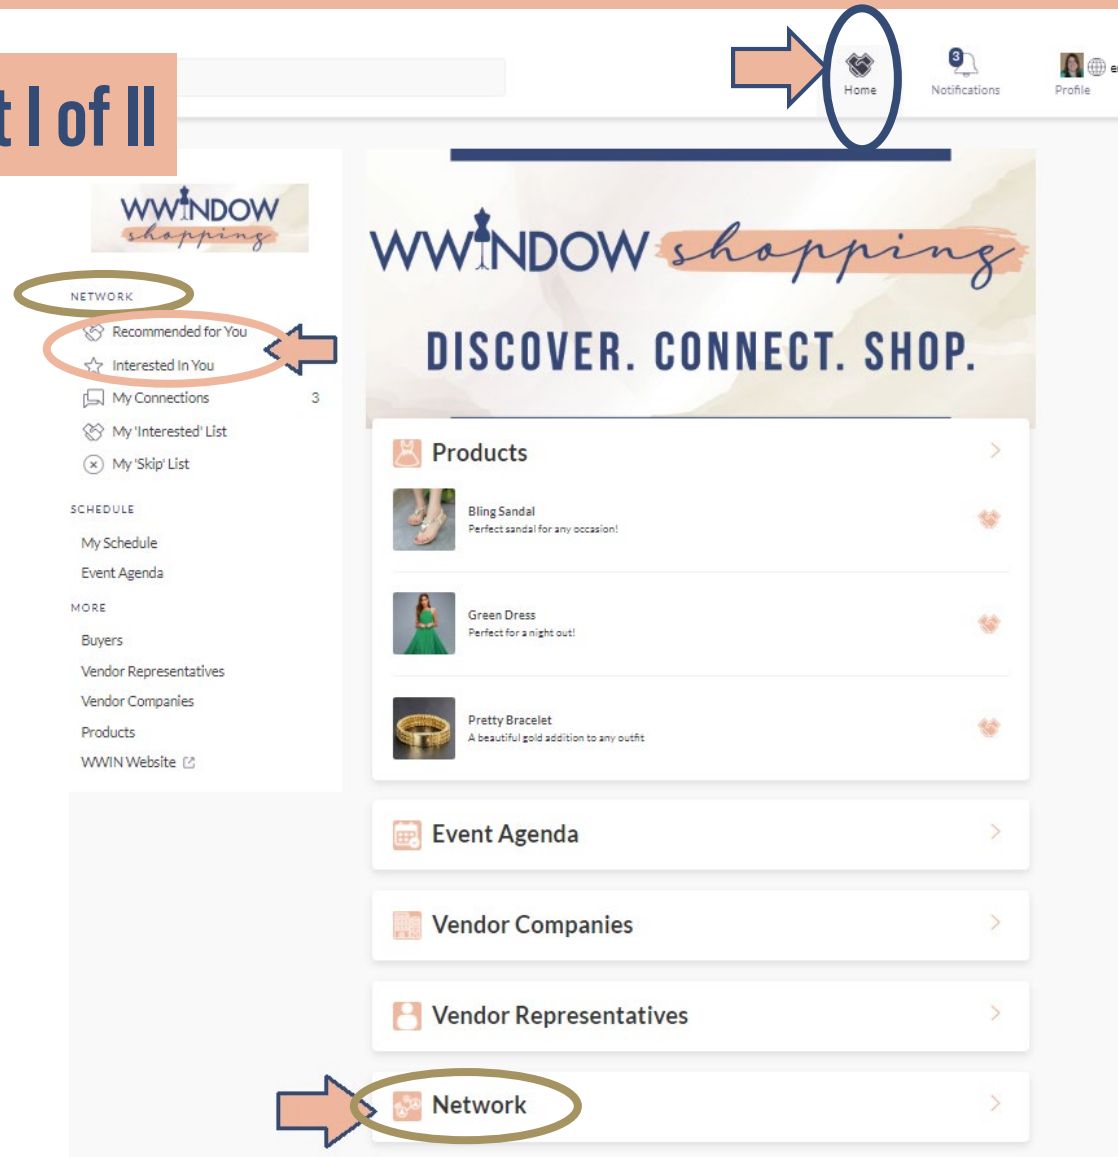 Home
3
Notifications
Profile
t I of II
WWINDOW
shopping
NETWORK
Recommended for You
Interested In You
My Connections 3
My 'Interested' List
My 'Skip' List
SCHEDULE
My Schedule
Event Agenda
MORE
Buyers
Vendor Representatives
Vendor Companies
Products
WWIN Website
WWINDOW shopping
DISCOVER. CONNECT. SHOP.
Products
Bling Sandal
Perfect sandal for any occasion!
Green Dress
Perfect for a night out!
Pretty Bracelet
A beautiful gold addition to any outfit
Event Agenda
Vendor Companies
Vendor Representatives
Network